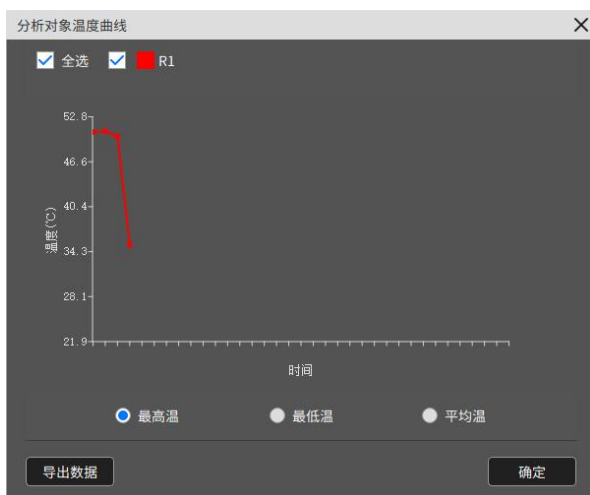 分析对象温度曲线
全选 R1
52.8
46.6
40.4
34.3
28.1
21.9
温度(℃)
时间
最高温 最低温 平均温
导出数据 确定